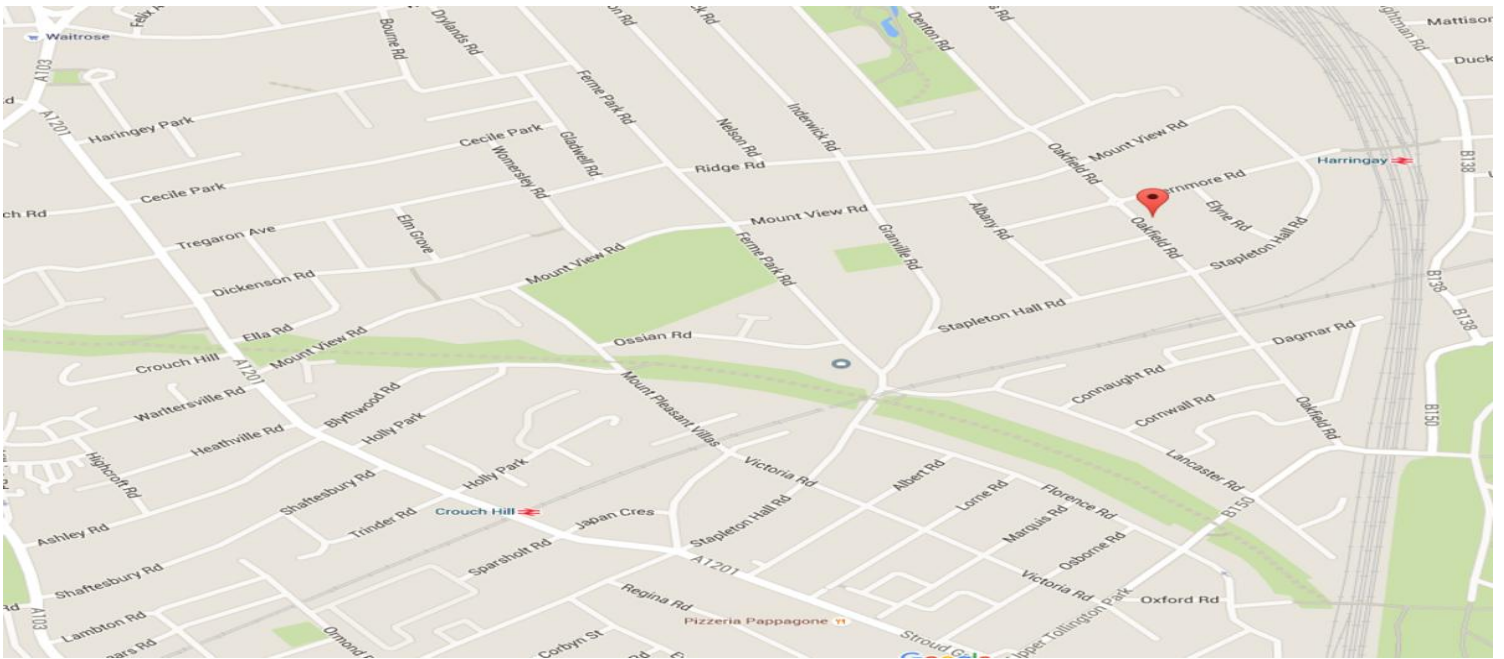 Waitrose
A103
Bourne Rd
Drylands Rd
Denton Rd
Mattison
Duck
A1201
Haringey Park
Ferme Park Rd
Nelson Rd
Inderwick Rd
Cecile Park
Gladwell Rd
Womersley Rd
Ridge Rd
Oakfield Rd
Mount View Rd
Harringay
B138
Cecile Park
Elm Grove
Tregaron Ave
Mount View Rd
Ferme Park Rd
Granville Rd
Albany Rd
Oakfield Rd
Elyne Rd
Stapleton Hall Rd
Dickenson Rd
Mount View Rd
B138
B138
Ella Rd
Mount View Rd
Ossian Rd
Stapleton Hall Rd
Dagmar Rd
Crouch Hill
A1201
Warltersville Rd
Blythwood Rd
Holly Park
Mount Pleasant Villas
Connaught Rd
Cornwall Rd
Oakfield Rd
B150
Heathville Rd
Highcroft Rd
Holly Park
Victoria Rd
Albert Rd
Lancaster Rd
Shaftesbury Rd
Trinder Rd
Crouch Hill
Japan Cres
Stapleton Hall Rd
Lorne Rd
Florence Rd
Marquis Rd
B150
Ashley Rd
Sparsholt Rd
A1201
Osborne Rd
Shaftesbury Rd
Regina Rd
Victoria Rd
Oxford Rd
A103
Lambton Rd
Pizzeria Pappagone
Corbyn St
Stroud
Upper Tollington Park